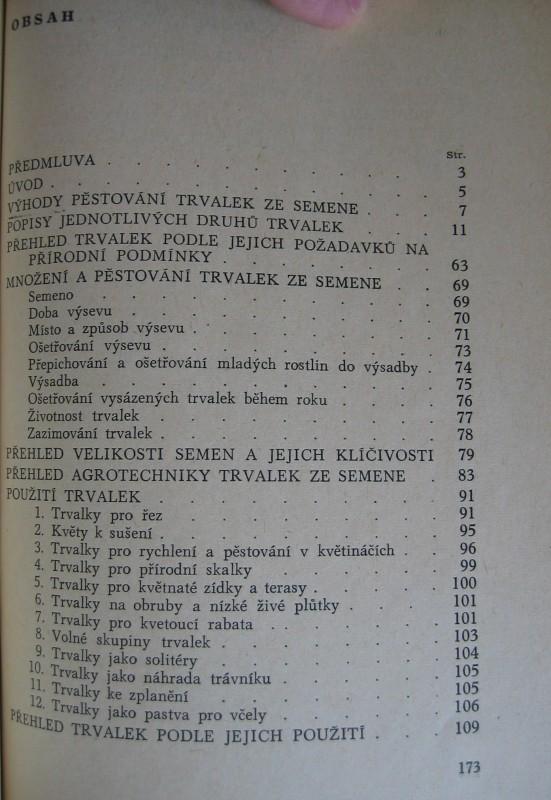 OBSAH
Str.
PŘEDMLUVA . . . . . . . . . . 3
ÚVOD . . . . . . . . . . . . 5
VÝHODY PĚSTOVÁNÍ TRVALEK ZE SEMENE . . . 7
POPISY JEDNOTLIVÝCH DRUHŮ TRVALEK . . . 11
PŘEHLED TRVALEK PODLE JEJICH POŽADAVKŮ NA
PŘÍRODNÍ PODMÍNKY . . . . . . . 63
MNOŽENÍ A PĚSTOVÁNÍ TRVALEK ZE SEMENE . . 69
Semeno . . . . . . . . . . 69
Doba výsevu . . . . . . . . . 70
Místo a způsob výsevu . . . . . . . 71
Ošetřování výsevu . . . . . . . . 73
Přepichování a ošetřování mladých rostlin do výsadby . 74
Výsadba . . . . . . . . . . 75
Ošetřování vysázených trvalek během roku . . . . 76
Životnost trvalek . . . . . . . . 77
Zazimování trvalek . . . . . . . . 78
PŘEHLED VELIKOSTI SEMEN A JEJICH KLÍČIVOSTI 79
PŘEHLED AGROTECHNIKY TRVALEK ZE SEMENE . 83
POUŽITÍ TRVALEK . . . . . . . . . 91
1. Trvalky pro řez . . . . . . . . 91
2. Květy k sušení . . . . . . . . 95
3. Trvalky pro rychlení a pěstování v květináčích . . 96
4. Trvalky pro přírodní skalky . . . . . 99
5. Trvalky pro květnaté zídky a terasy . . . . 100
6. Trvalky na obruby a nízké živé plůtky . . . 101
7. Trvalky pro kvetoucí rabata . . . . . 101
8. Volné skupiny trvalek . . . . . . 103
9. Trvalky jako solitéry . . . . . . 104
10. Trvalky jako náhrada trávníku . . . . . 105
11. Trvalky ke zplanění . . . . . . 105
12. Trvalky jako pastva pro včely . . . . . 106
PŘEHLED TRVALEK PODLE JEJICH POUŽITÍ . . . 109
173